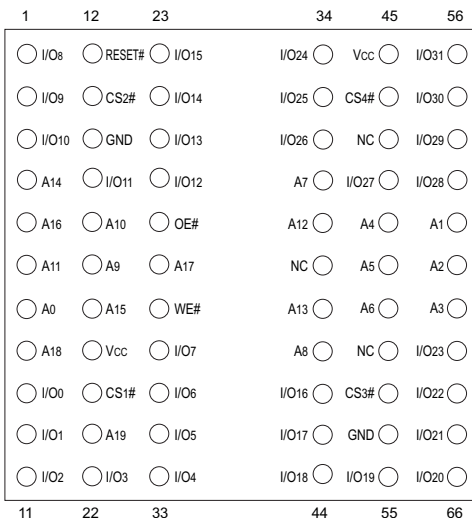 1 12 23 34 45 56
I/O8 RESET# I/O15 I/O24 Vcc I/O31
I/O9 CS2# I/O14 I/O25 CS4# I/O30
I/O10 GND I/O13 I/O26 NC I/O29
A14 I/O11 I/O12 A7 I/O27 I/O28
A16 A10 OE# A12 A4 A1
A11 A9 A17 NC A5 A2
A0 A15 WE# A13 A6 A3
A18 Vcc I/O7 A8 NC I/O23
I/O0 CS1# I/O6 I/O16 CS3# I/O22
I/O1 A19 I/O5 I/O17 GND I/O21
I/O2 I/O3 I/O4 I/O18 I/O19 I/O20
11 22 33 44 55 66